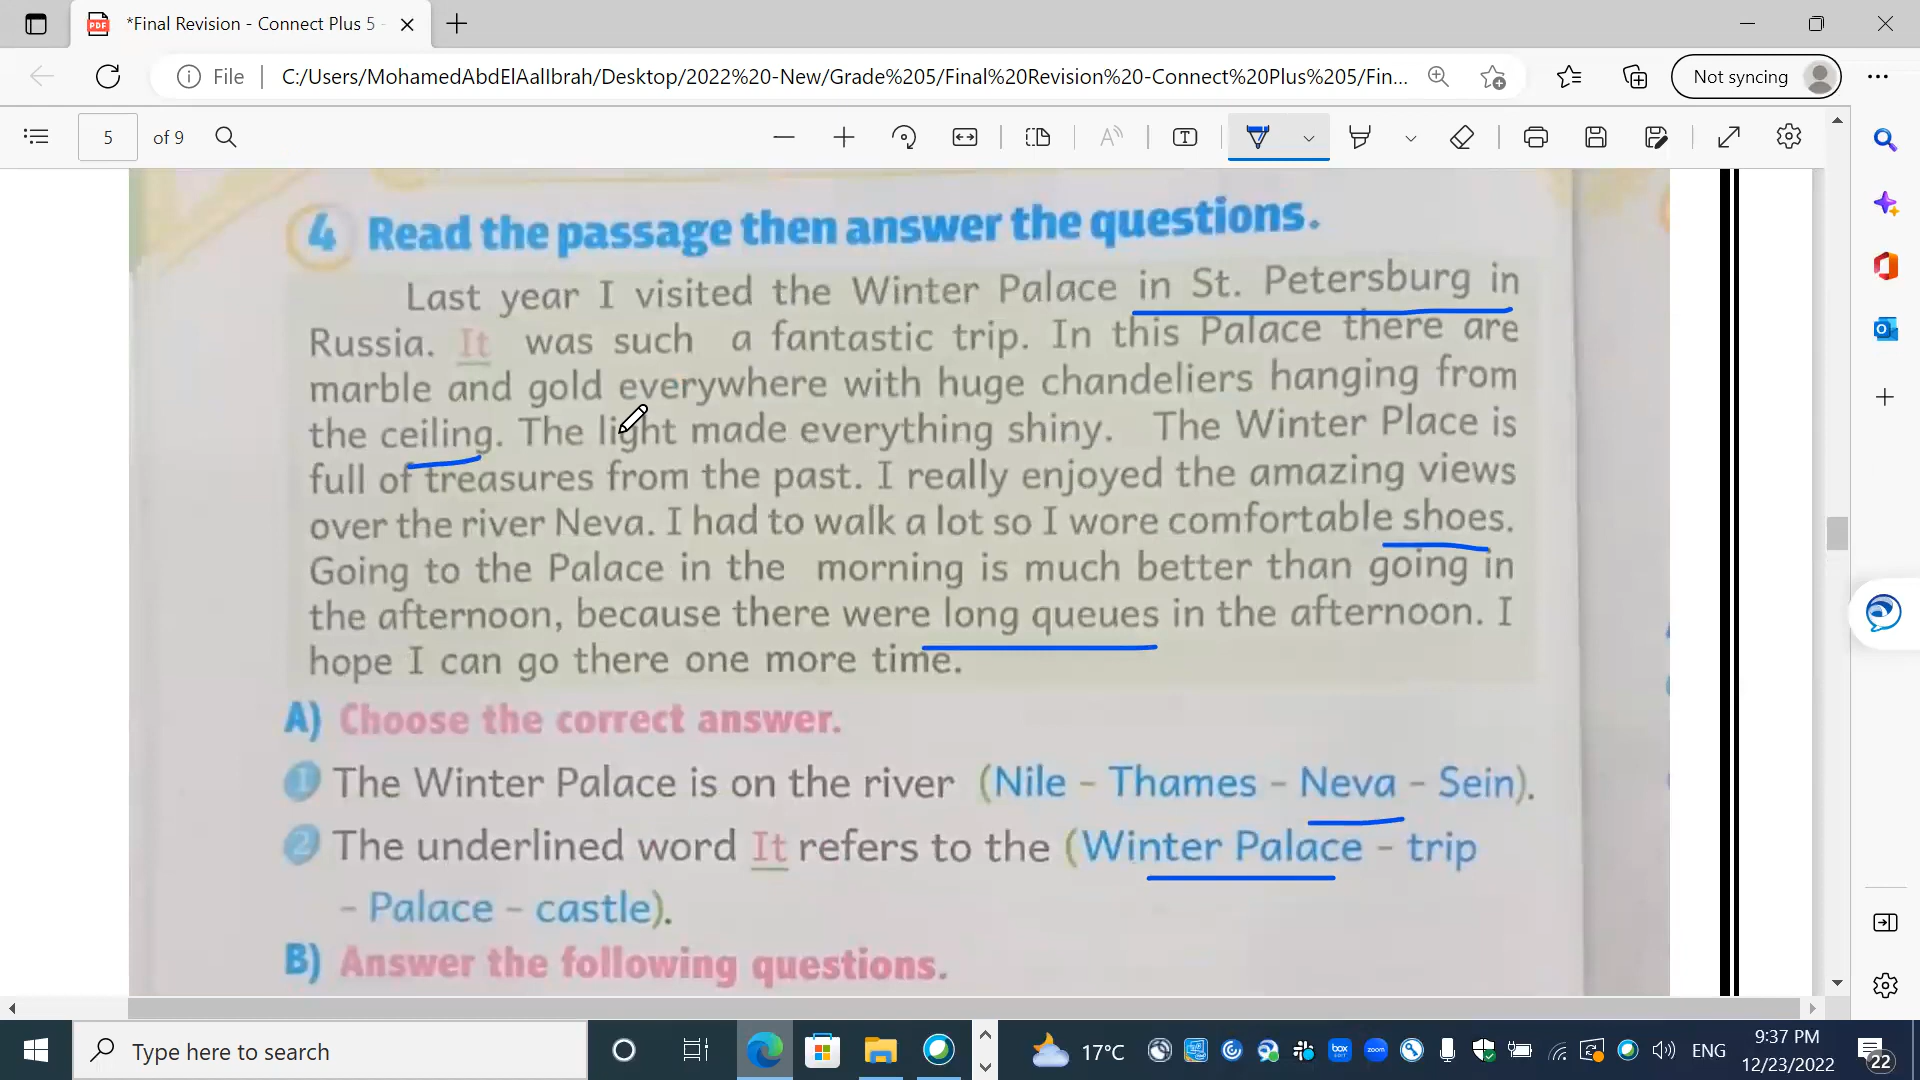 *Final Revision - Connect Plus 5 -
File
C:/Users/MohamedAbdElAalIbrah/Desktop/2022%20-New/Grade%205/Final%20Revision%20-Connect%20Plus%205/Fin...
Not syncing
5 of 9
4 Read the passage then answer the questions.
Last year I visited the Winter Palace in St. Petersburg in
Russia. It was such a fantastic trip. In this Palace there are
marble and gold everywhere with huge chandeliers hanging from
the ceiling. The light made everything shiny. The Winter Place is
full of treasures from the past. I really enjoyed the amazing views
over the river Neva. I had to walk a lot so I wore comfortable shoes.
Going to the Palace in the morning is much better than going in
the afternoon, because there were long queues in the afternoon. I
hope I can go there one more time.
A) Choose the correct answer.
1 The Winter Palace is on the river (Nile - Thames - Neva - Sein).
2 The underlined word It refers to the (Winter Palace - trip
- Palace - castle).
B) Answer the following questions.
Type here to search
17°C
ENG
9:37 PM
12/23/2022
22